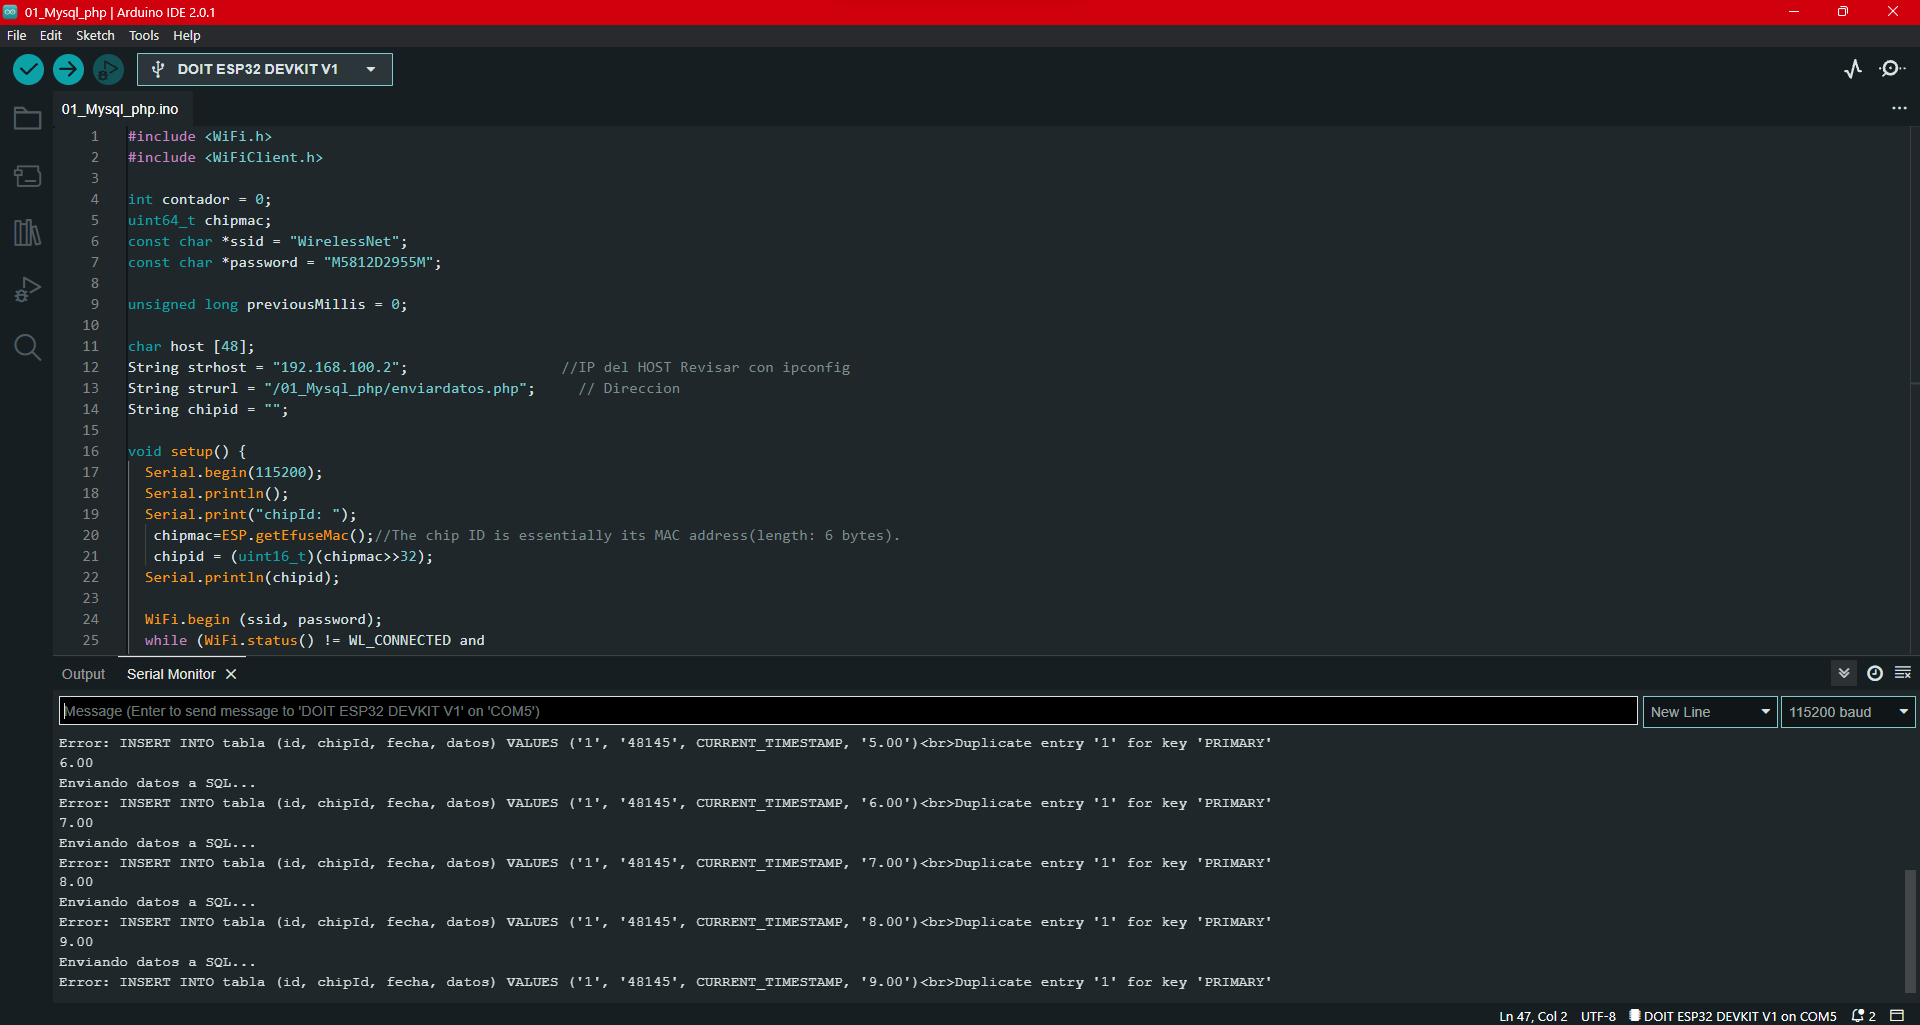 01_Mysql_php | Arduino IDE 2.0.1
File Edit Sketch Tools Help
DOIT ESP32 DEVKIT V1
01_Mysql_php.ino
1 #include <WiFi.h>
2 #include <WiFiClient.h>
3
4 int contador = 0;
5 uint64_t chipmac;
6 const char *ssid = "WirelessNet";
7 const char *password = "M5812D2955M";
8
9 unsigned long previousMillis = 0;
10
11 char host [48];
12 String strhost = "192.168.100.2"; //IP del HOST Revisar con ipconfig
13 String strurl = "/01_Mysql_php/enviardatos.php"; // Direccion
14 String chipid = "";
15
16 void setup() {
17 Serial.begin(115200);
18 Serial.println();
19 Serial.print("chipId: ");
20 chipmac=ESP.getEfuseMac();//The chip ID is essentially its MAC address(length: 6 bytes).
21 chipid = (uint16_t)(chipmac>>32);
22 Serial.println(chipid);
23
24 WiFi.begin (ssid, password);
25 while (WiFi.status() != WL_CONNECTED and
Output Serial Monitor
Message (Enter to send message to 'DOIT ESP32 DEVKIT V1' on 'COM5') New Line 115200 baud
Error: INSERT INTO tabla (id, chipId, fecha, datos) VALUES ('1', '48145', CURRENT_TIMESTAMP, '5.00')<br>Duplicate entry '1' for key 'PRIMARY'
6.00
Enviando datos a SQL...
Error: INSERT INTO tabla (id, chipId, fecha, datos) VALUES ('1', '48145', CURRENT_TIMESTAMP, '6.00')<br>Duplicate entry '1' for key 'PRIMARY'
7.00
Enviando datos a SQL...
Error: INSERT INTO tabla (id, chipId, fecha, datos) VALUES ('1', '48145', CURRENT_TIMESTAMP, '7.00')<br>Duplicate entry '1' for key 'PRIMARY'
8.00
Enviando datos a SQL...
Error: INSERT INTO tabla (id, chipId, fecha, datos) VALUES ('1', '48145', CURRENT_TIMESTAMP, '8.00')<br>Duplicate entry '1' for key 'PRIMARY'
9.00
Enviando datos a SQL...
Error: INSERT INTO tabla (id, chipId, fecha, datos) VALUES ('1', '48145', CURRENT_TIMESTAMP, '9.00')<br>Duplicate entry '1' for key 'PRIMARY'
Ln 47, Col 2 UTF-8 DOIT ESP32 DEVKIT V1 on COM5 2